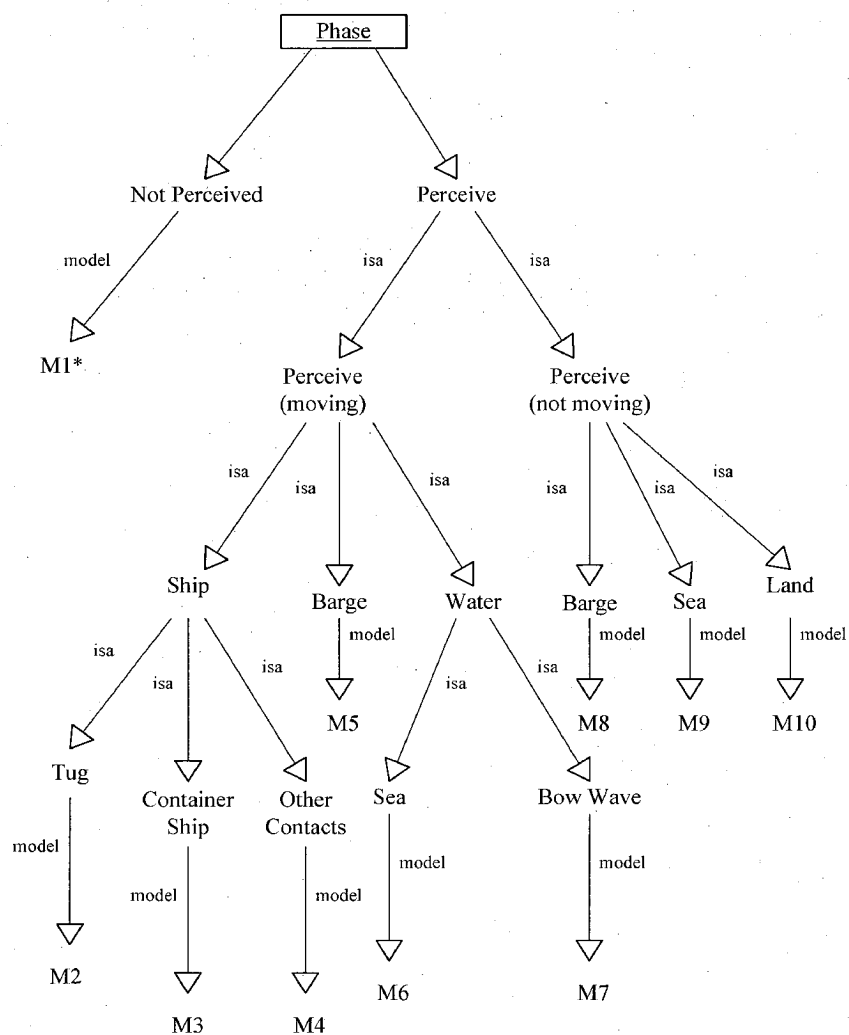 Phase
Not Perceived
Perceive
model
isa
isa
M1*
Perceive
(moving)
Perceive
(not moving)
isa
isa
isa
isa
isa
isa
Ship
Barge
Water
Barge
Sea
Land
isa
isa
isa
model
isa
isa
model
model
model
M5
M8
M9
M10
Tug
Container
Ship
Other
Contacts
Sea
Bow Wave
model
model
model
model
model
M2
M3
M4
M6
M7